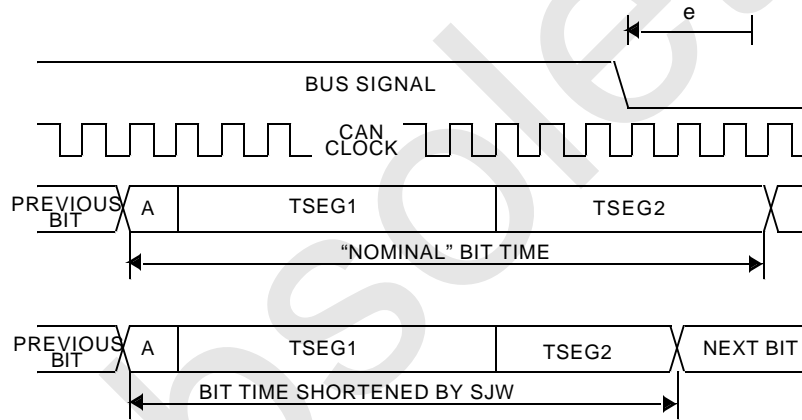 e
BUS SIGNAL
CAN
CLOCK
PREVIOUS
BIT
A
TSEG1
TSEG2
“NOMINAL” BIT TIME
PREVIOUS
BIT
A
TSEG1
TSEG2
NEXT BIT
BIT TIME SHORTENED BY SJW